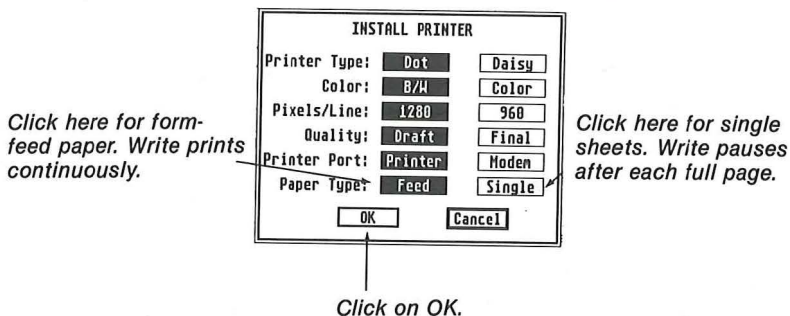 INSTALL PRINTER
Printer Type: Dot Daisy
Color: B/W Color
Pixels/Line: 1280 960
Quality: Draft Final
Printer Port: Printer Modem
Paper Type: Feed Single
OK Cancel
Click here for form-
feed paper. Write prints
continuously.
Click here for single
sheets. Write pauses
after each full page.
Click on OK.